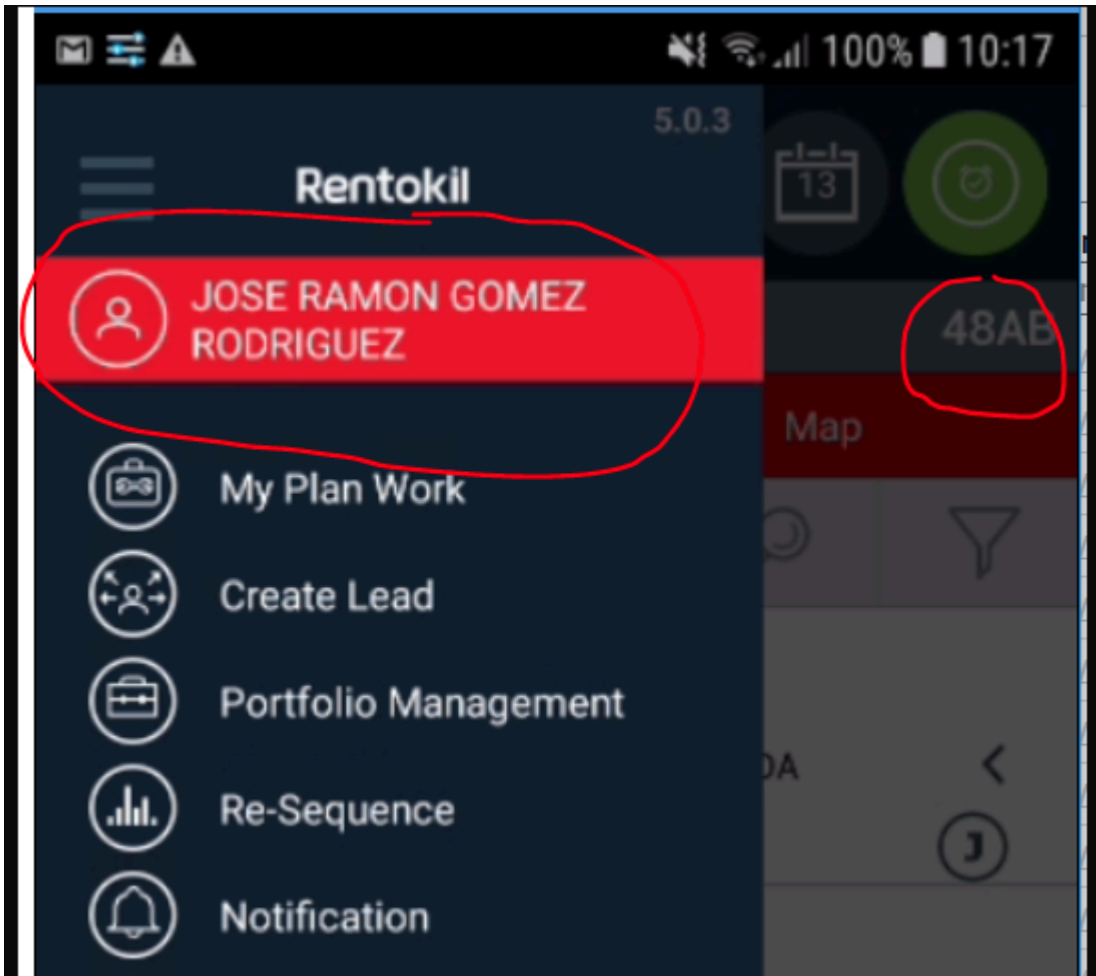 100% 10:17
5.0.3
Rentokil
13
JOSE RAMON GOMEZ
RODRIGUEZ
48AB
Map
My Plan Work
Create Lead
Portfolio Management
DA
Re-Sequence
J
Notification